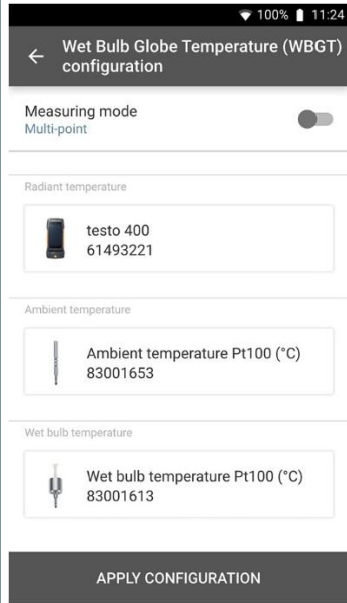 100% 11:24
Wet Bulb Globe Temperature (WBGT)
configuration
Measuring mode
Multi-point
Radiant temperature
testo 400
61493221
Ambient temperature
Ambient temperature Pt100 (°C)
83001653
Wet bulb temperature
Wet bulb temperature Pt100 (°C)
83001613
APPLY CONFIGURATION